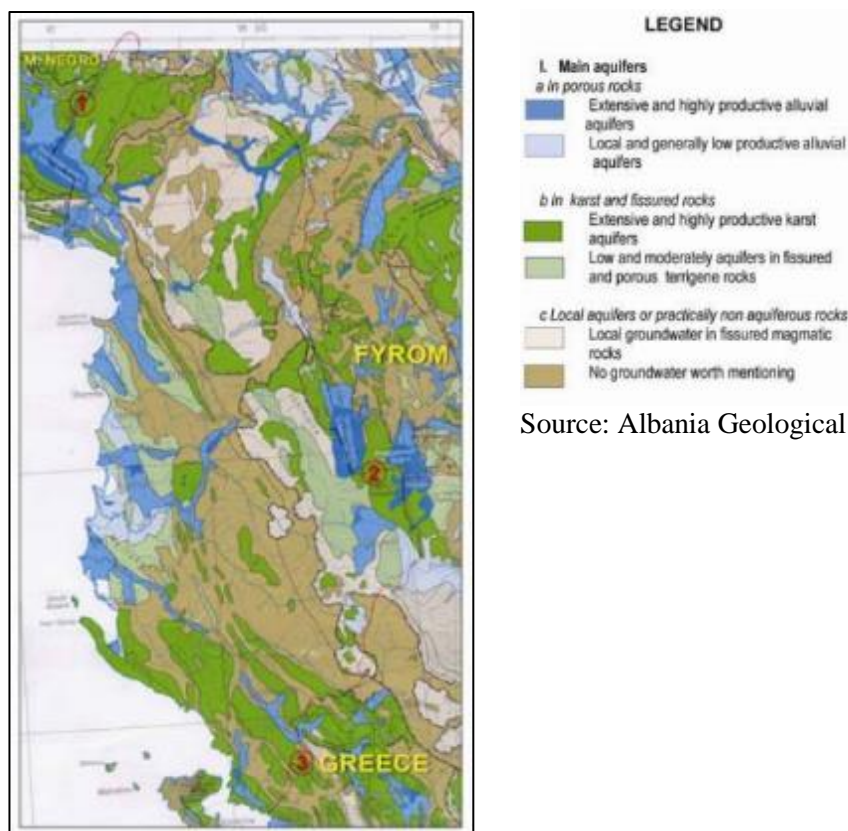 M. NEGRO
1
FYROM
2
3
GREECE
LEGEND
I. Main aquifers
a In porous rocks
Extensive and highly productive alluvial
aquifers
Local and generally low productive alluvial
aquifers
b In karst and fissured rocks
Extensive and highly productive karst
aquifers
Low and moderately aquifers in fissured
and porous terrigene rocks
c Local aquifers or practically non aquiferous rocks
Local groundwater in fissured magmatic
rocks
No groundwater worth mentioning
Source: Albania Geological